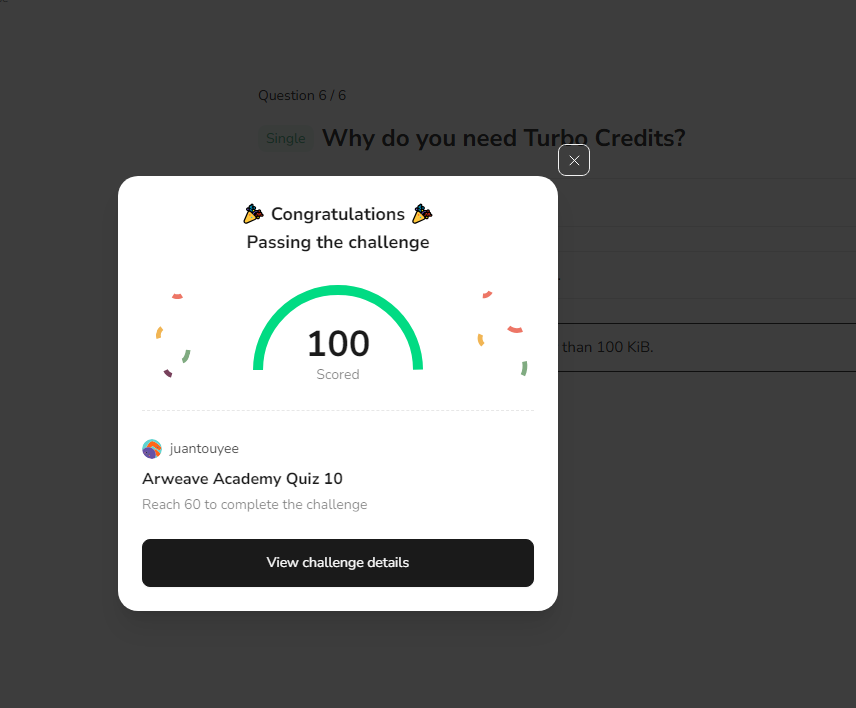 Question 6 / 6
Single Why do you need Turbo Credits?
Congratulations
Passing the challenge
100
Scored
than 100 KiB.
juantouyee
Arweave Academy Quiz 10
Reach 60 to complete the challenge
View challenge details